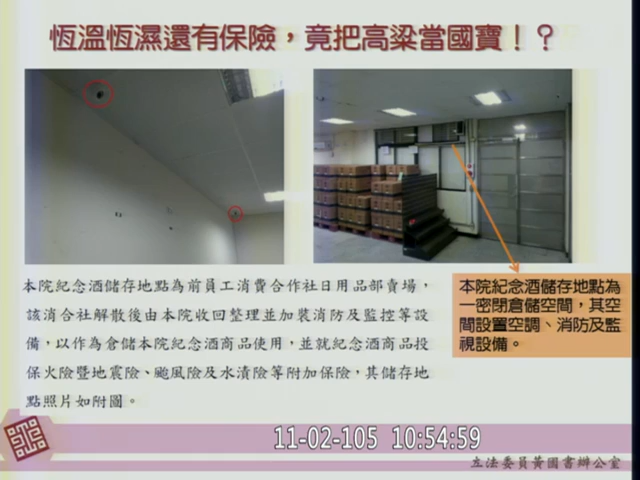 恆溫恆濕還有保險，竟把高粱當國寶！？
本院紀念酒儲存地點為前員工消費合作社日用品部賣場，
該消合社解散後由本院收回整理並加裝消防及監控等設
備，以作為倉儲本院紀念酒商品使用，並就紀念酒商品投
保火險暨地震險、颱風險及水漬險等附加保險，其儲存地
點照片如附圖。
本院紀念酒儲存地點為
一密閉倉儲空間，其空
間設置空調、消防及監
視設備。
11-02-105 10:54:59
立法委員黃國書辦公室